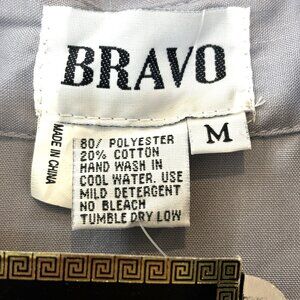 BRAVO
M
MADE IN CHINA
80/ POLYESTER
20% COTTON
HAND WASH IN
COOL WATER. USE
MILD DETERGENT
NO BLEACH
TUMBLE DRY LOW